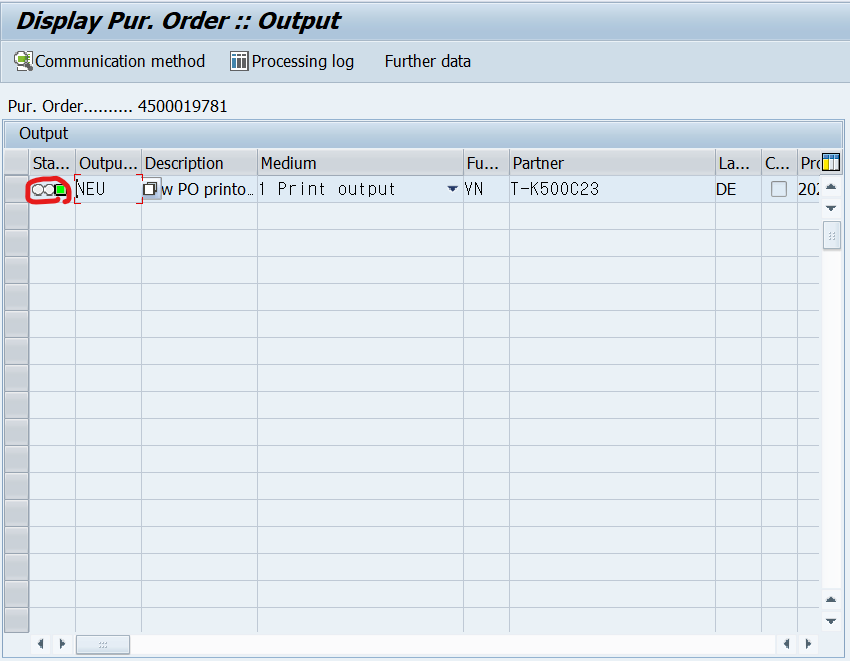 Display Pur. Order :: Output
Communication method Processing log Further data
Pur. Order.......... 4500019781
Output
Sta... Outpu... Description Medium Fu... Partner La... C... Pro
NEU w PO printo... 1 Print output VN T-K500C23 DE 202